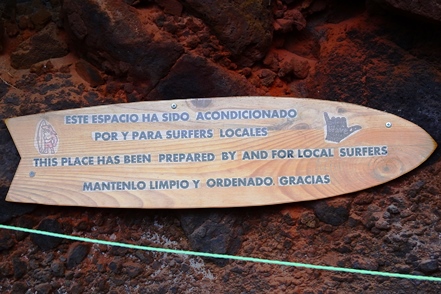 ESTE ESPACIO HA SIDO ACONDICIONADO
POR Y PARA SURFERS LOCALES
THIS PLACE HAS BEEN PREPARED BY AND FOR LOCAL SURFERS
MANTENLO LIMPIO Y ORDENADO, GRACIAS